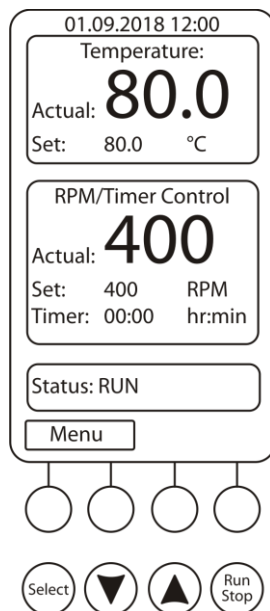 01.09.2018 12:00
Temperature:
Actual: 80.0
Set: 80.0 °C
RPM/Timer Control
Actual: 400
Set: 400 RPM
Timer: 00:00 hr:min
Status: RUN
Menu
Select
Run
Stop